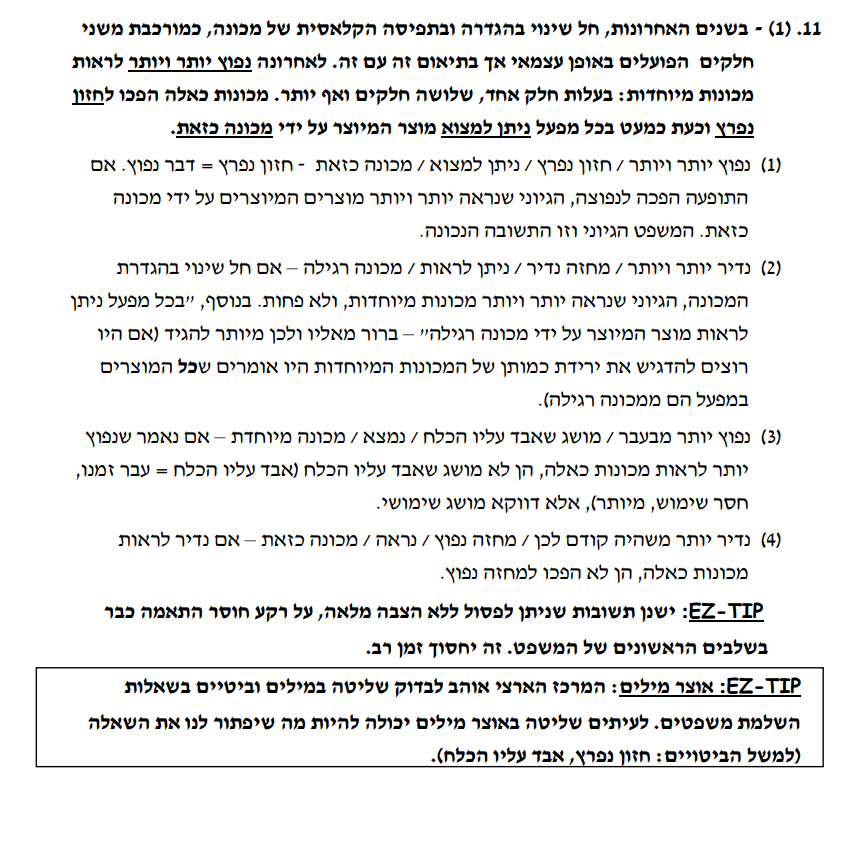 11. (1) - בשנים האחרונות, חל שינוי בהגדרה ובתפיסה הקלאסית של מכונה, כמורכבת משני
חלקים הפועלים באופן עצמאי אך בתיאום זה עם זה. לאחרונה נפוץ יותר ויותר לראות
מכונות מיוחדות: בעלות חלק אחד, שלושה חלקים ואף יותר. מכונות כאלה הפכו לחזון
נפרץ וכעת כמעט בכל מפעל ניתן למצוא מוצר המיוצר על ידי מכונה כזאת.
(1) נפוץ יותר ויותר / חזון נפרץ / ניתן למצוא / מכונה כזאת - חזון נפרץ = דבר נפוץ. אם
התופעה הפכה לנפוצה, הגיוני שנראה יותר ויותר מוצרים המיוצרים על ידי מכונה
כזאת. המשפט הגיוני וזו התשובה הנכונה.
(2) נדיר יותר ויותר / מחזה נדיר / ניתן לראות / מכונה רגילה – אם חל שינוי בהגדרת
המכונה, הגיוני שנראה יותר ויותר מכונות מיוחדות, ולא פחות. בנוסף, "בכל מפעל ניתן
לראות מוצר המיוצר על ידי מכונה רגילה" – ברור מאליו ולכן מיותר להגיד (אם היו
רוצים להדגיש את ירידת כמותן של המכונות המיוחדות היו אומרים שכל המוצרים
במפעל הם ממכונה רגילה).
(3) נפוץ יותר מבעבר / מושג שאבד עליו הכלח / נמצא / מכונה מיוחדת – אם נאמר שנפוץ
יותר לראות מכונות כאלה, הן לא מושג שאבד עליו הכלח (אבד עליו הכלח = עבר זמנו,
חסר שימוש, מיותר), אלא דווקא מושג שימושי.
(4) נדיר יותר משהיה קודם לכן / מחזה נפוץ / נראה / מכונה כזאת – אם נדיר לראות
מכונות כאלה, הן לא הפכו למחזה נפוץ.
EZ-TIP: ישנן תשובות שניתן לפסול ללא הצבה מלאה, על רקע חוסר התאמה כבר
בשלבים הראשונים של המשפט. זה יחסוך זמן רב.
EZ-TIP: אוצר מילים: המרכז הארצי אוהב לבדוק שליטה במילים וביטויים בשאלות
השלמת משפטים. לעיתים שליטה באוצר מילים יכולה להיות מה שיפתור לנו את השאלה
(למשל הביטויים: חזון נפרץ, אבד עליו הכלח).